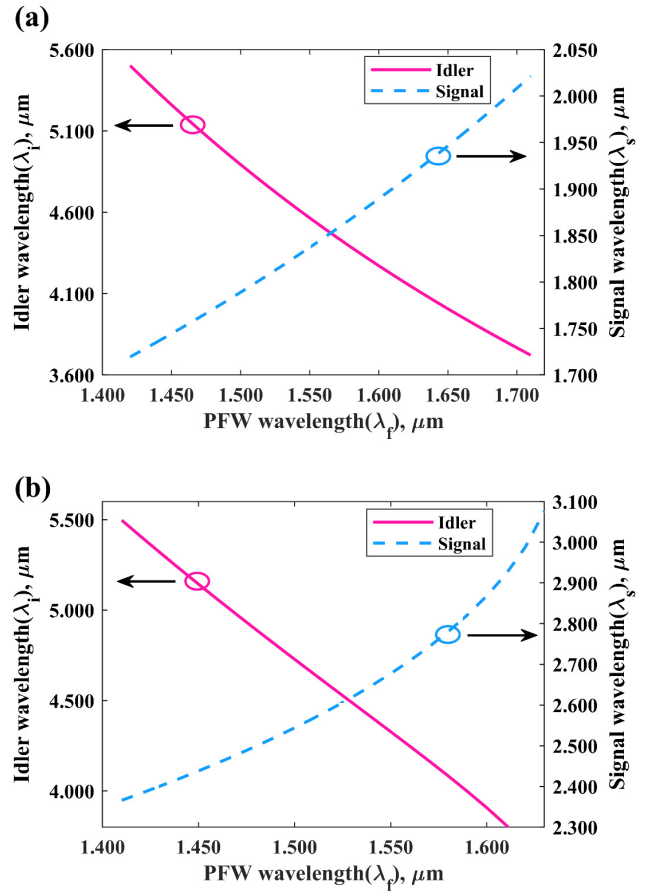 (a)
5.600
5.100
4.600
4.100
3.600
Idler wavelength(λi), μm
2.050
2.000
1.950
1.900
1.850
1.800
1.750
1.700
Signal wavelength(λs), μm
Idler
Signal
1.400 1.450 1.500 1.550 1.600 1.650 1.700
PFW wavelength(λf), μm
(b)
5.500
5.000
4.500
4.000
Idler wavelength(λi), μm
3.100
3.000
2.900
2.800
2.700
2.600
2.500
2.400
2.300
Signal wavelength(λs), μm
Idler
Signal
1.400 1.450 1.500 1.550 1.600
PFW wavelength(λf), μm